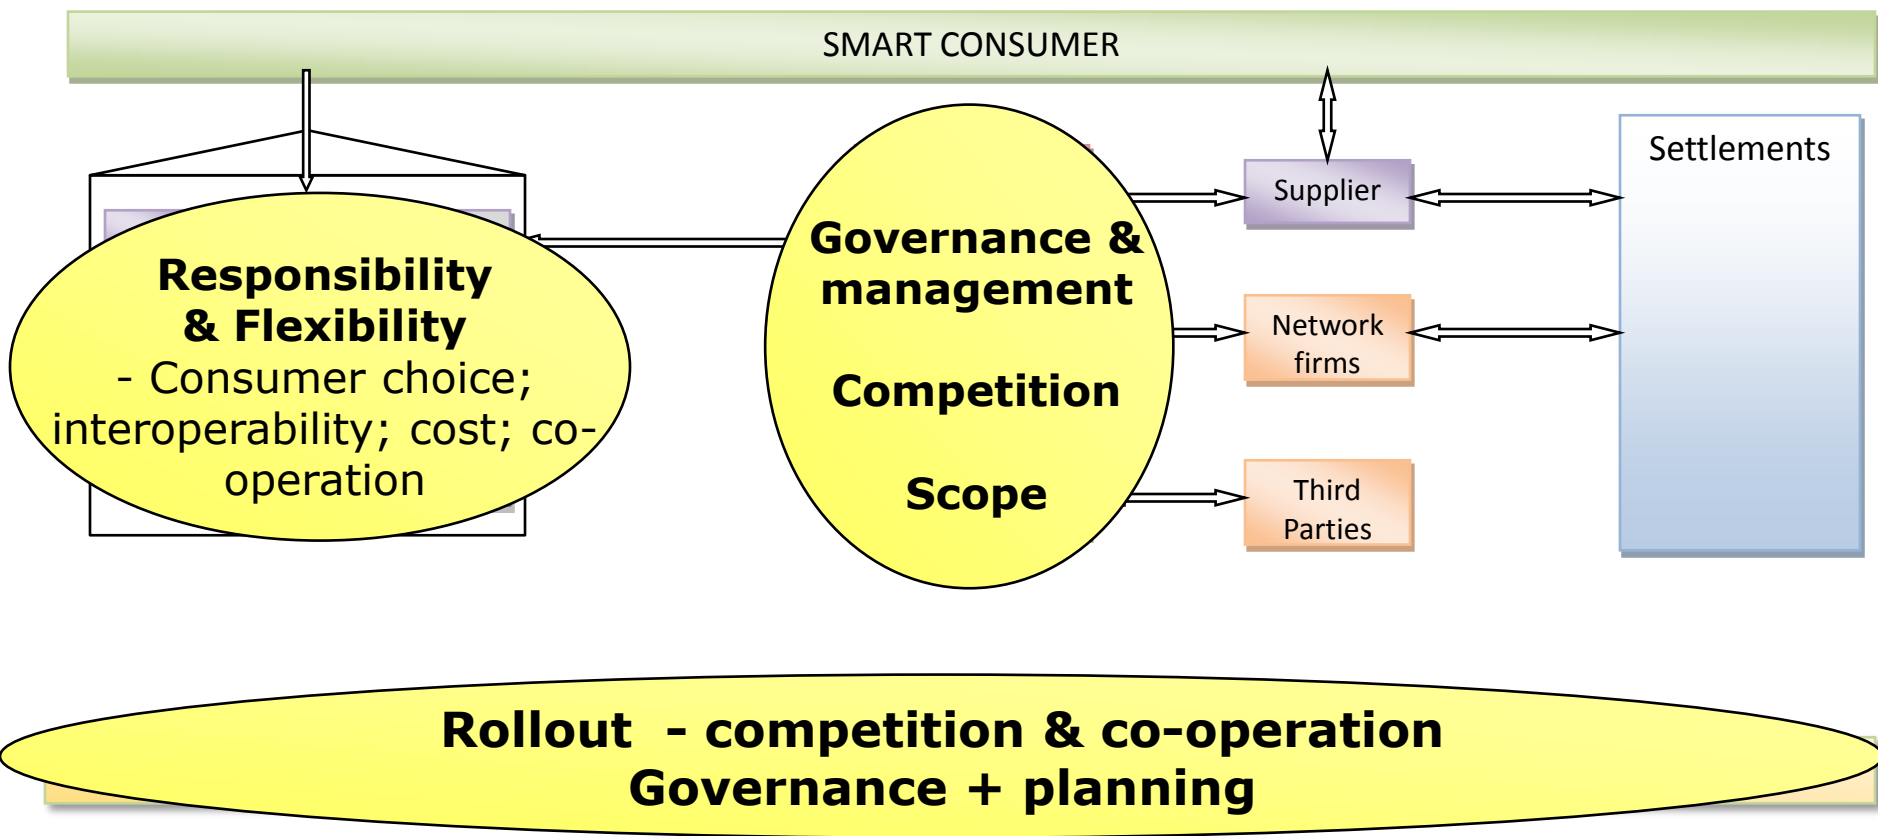 SMART CONSUMER
Responsibility
& Flexibility
- Consumer choice;
interoperability; cost; co-
operation
Governance &
management
Competition
Scope
Supplier
Network
firms
Third
Parties
Settlements
Rollout  - competition & co-operation
Governance + planning